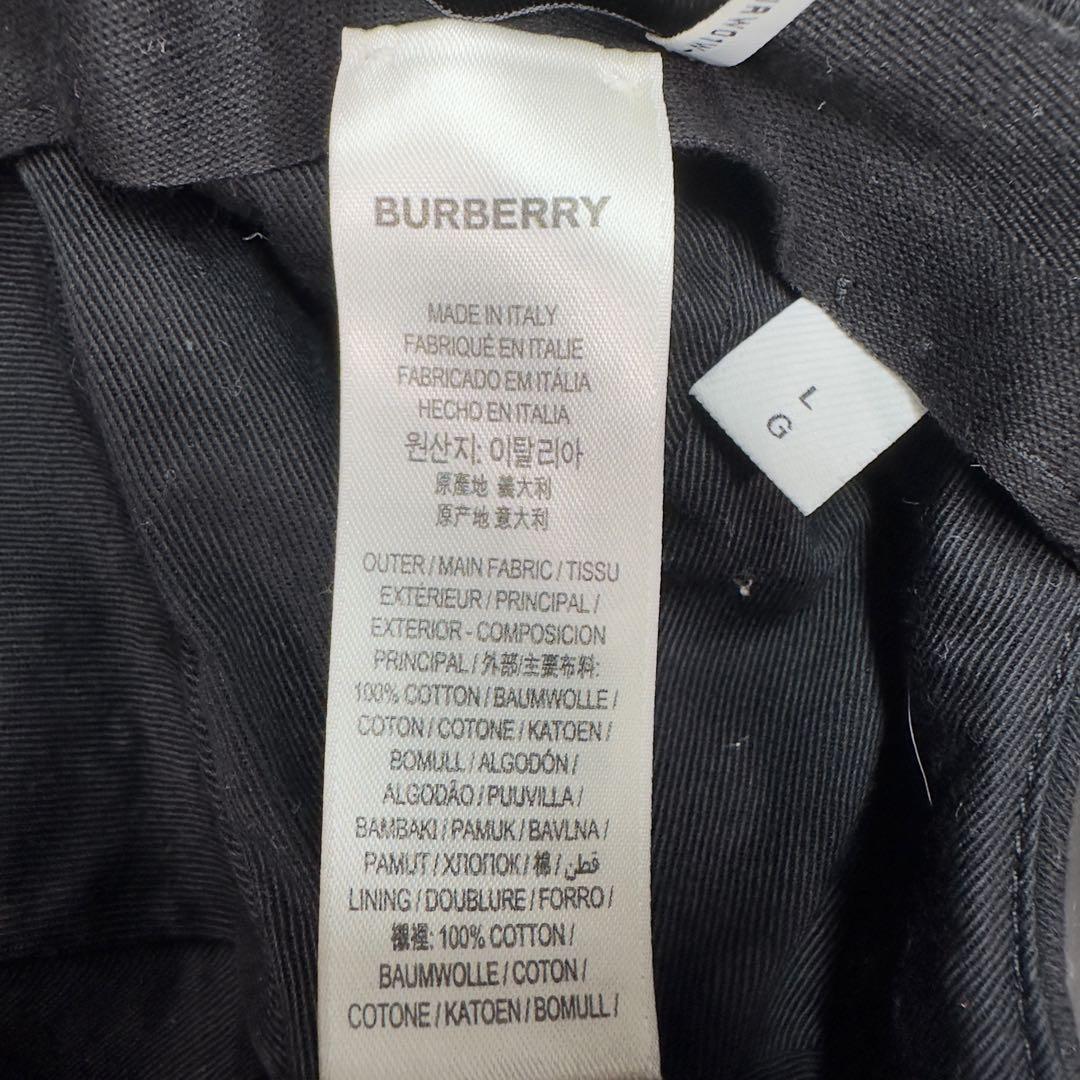 BURBERRY
MADE IN ITALY
FABRIQUÉ EN ITALIE
FABRICADO EM ITÁLIA
HECHO EN ITALIA
원산지: 이탈리아
原產地 義大利
原产地 意大利
OUTER / MAIN FABRIC / TISSU
EXTÉRIEUR / PRINCIPAL /
EXTERIOR - COMPOSICION
PRINCIPAL / 外部/主要布料:
100% COTTON / BAUMWOLLE /
COTON / COTONE / KATOEN /
BOMULL / ALGODÓN /
ALGODÃO / PUUVILLA /
BAMBAKI / PAMUK / BAVLNA /
PAMUT / ХЛОПОК / 棉 / قطن /
LINING / DOUBLURE / FORRO /
襯裡: 100% COTTON /
BAUMWOLLE / COTON /
COTONE / KATOEN / BOMULL /
L
G